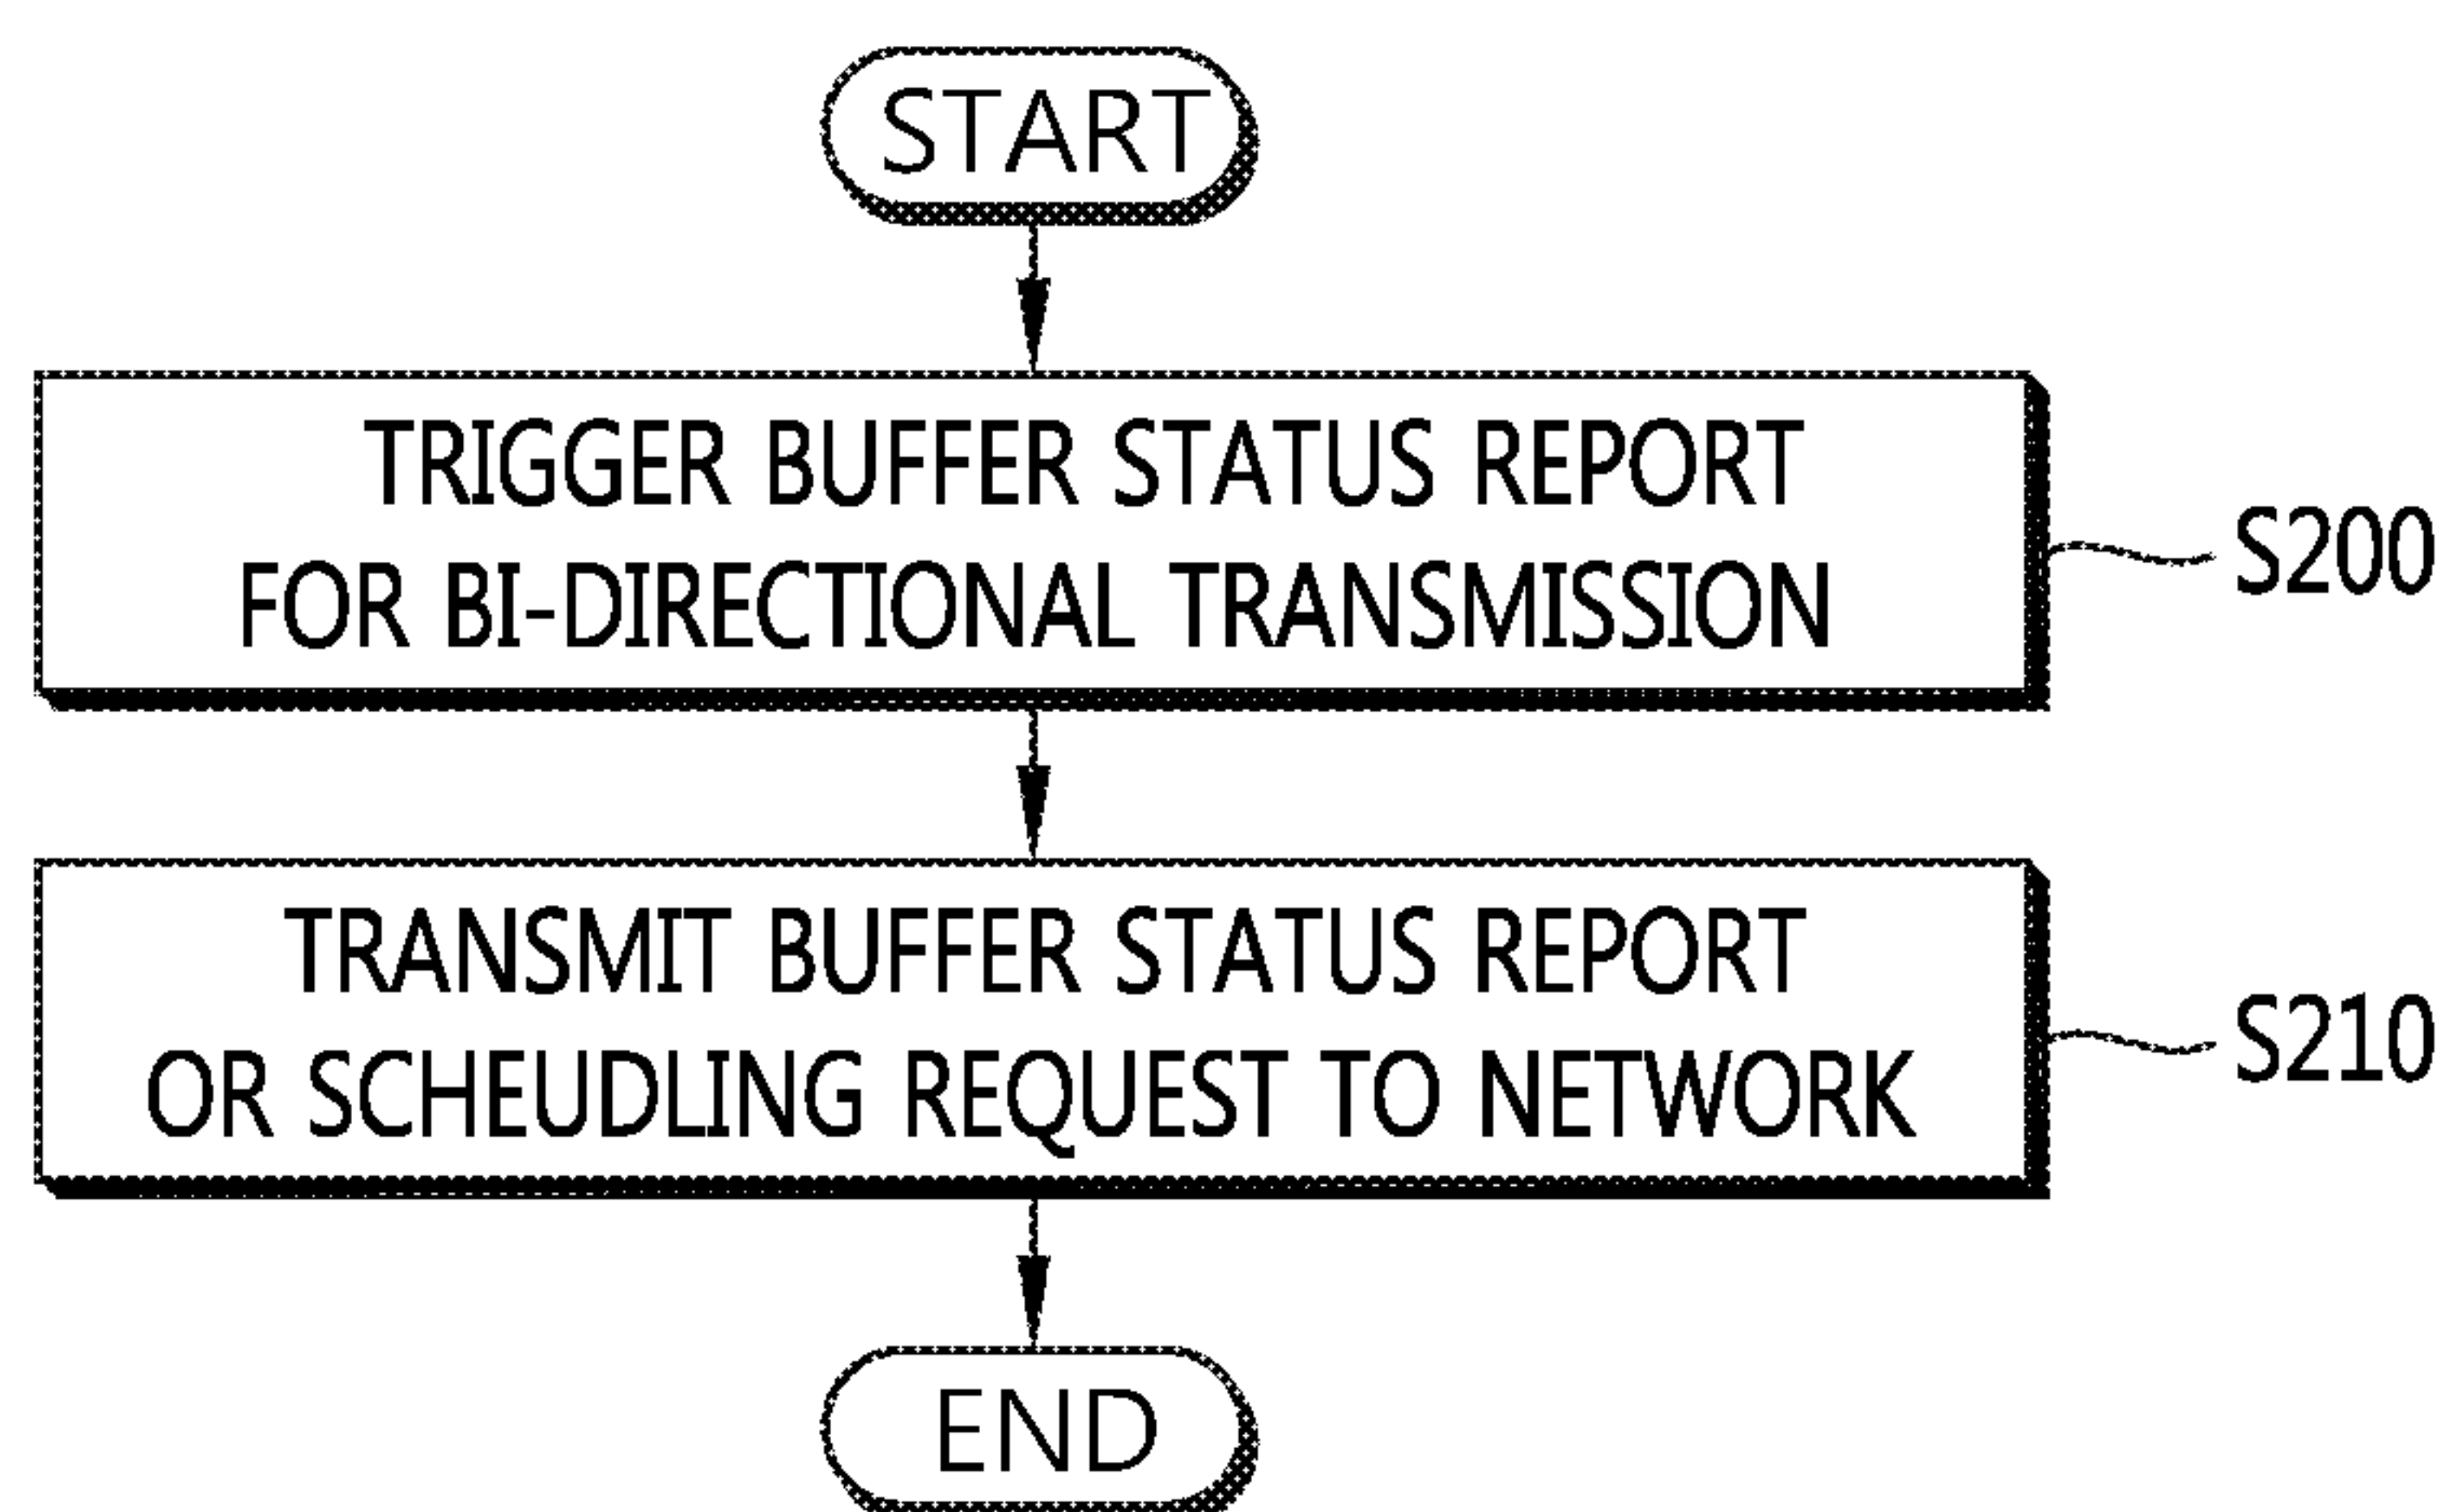 START
TRIGGER BUFFER STATUS REPORT
FOR BI-DIRECTIONAL TRANSMISSION
S200
TRANSMIT BUFFER STATUS REPORT
OR SCHEUDLING REQUEST TO NETWORK
S210
END